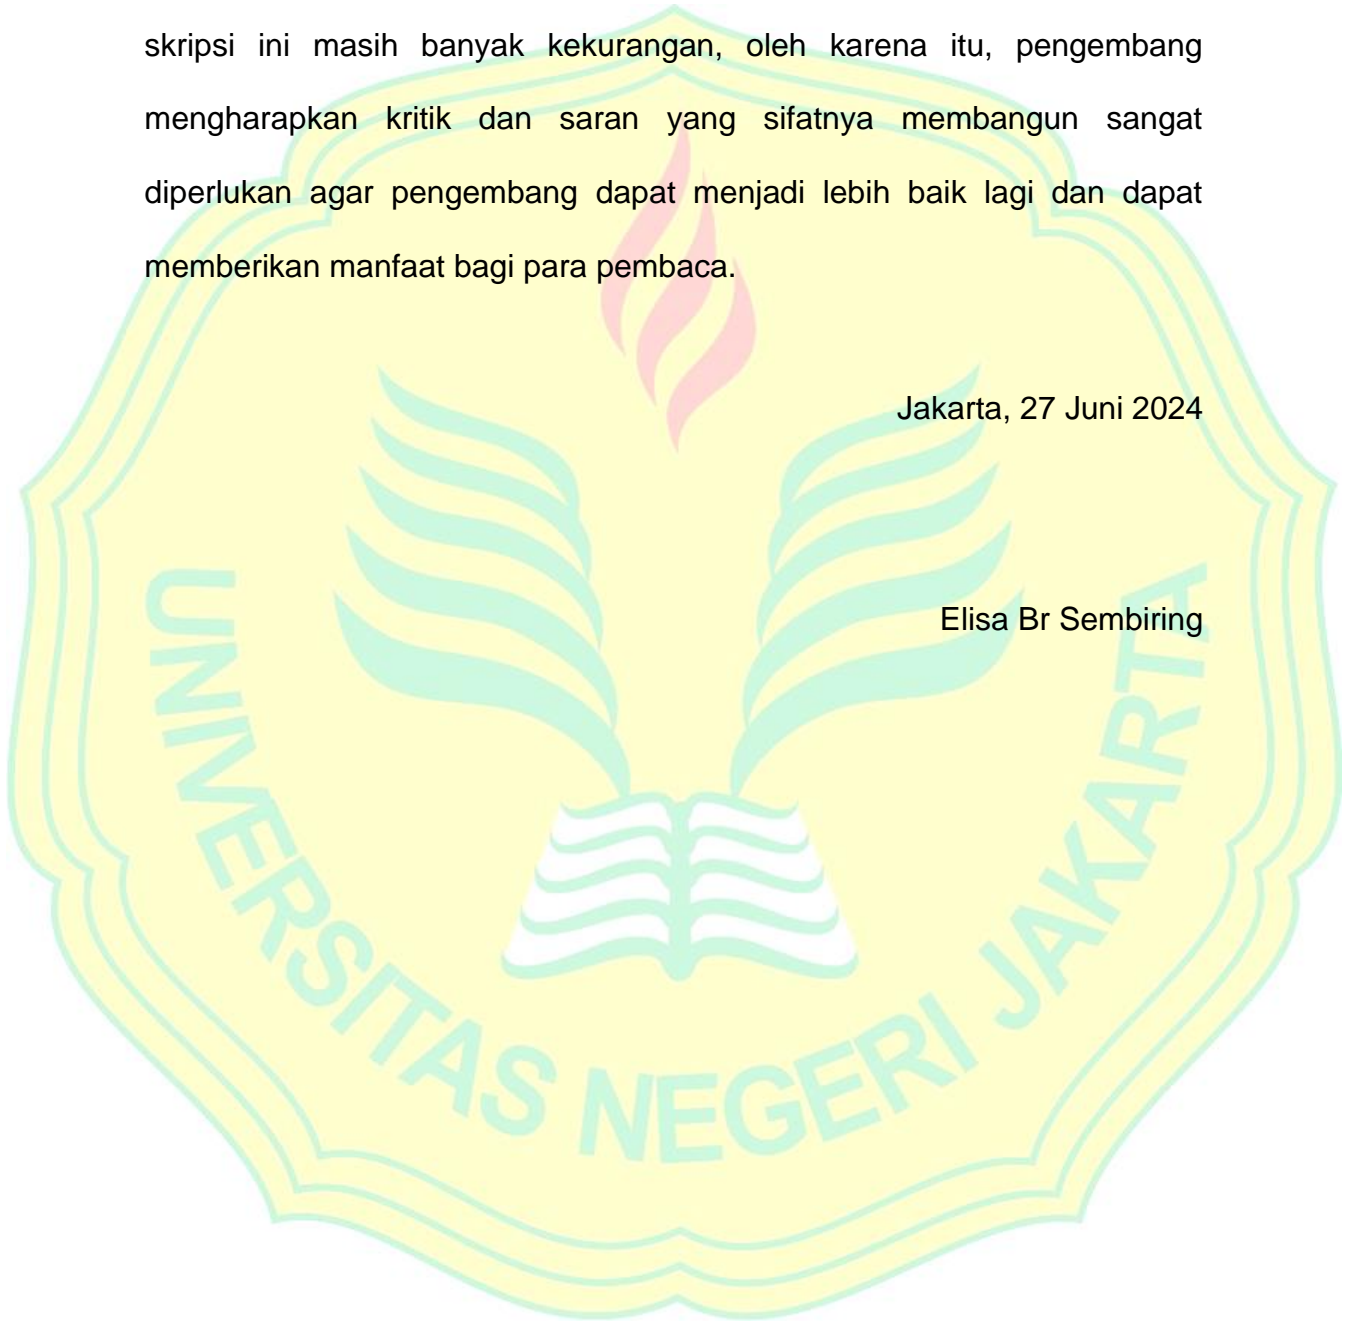 skripsi ini masih banyak kekurangan, oleh karena itu, pengembang
mengharapkan kritik dan saran yang sifatnya membangun sangat
diperlukan agar pengembang dapat menjadi lebih baik lagi dan dapat
memberikan manfaat bagi para pembaca.
Jakarta, 27 Juni 2024
Elisa Br Sembiring
UNIVERSITAS NEGERI JAKARTA